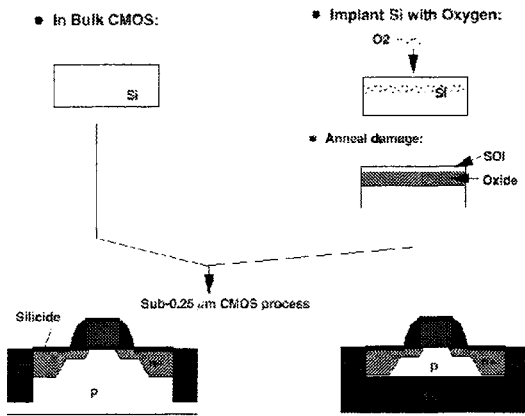 • In Bulk CMOS:
• Implant Si with Oxygen:
O2
Si
Si
• Anneal damage:
SOI
Oxide
Sub-0.25 µm CMOS process
Silicide
p
p